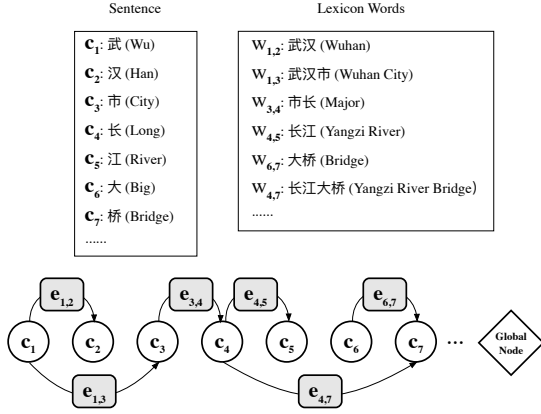 Sentence
c1: 武 (Wu)
c2: 汉 (Han)
c3: 市 (City)
c4: 长 (Long)
c5: 江 (River)
c6: 大 (Big)
c7: 桥 (Bridge)
......
Lexicon Words
w1,2: 武汉 (Wuhan)
w1,3: 武汉市 (Wuhan City)
w3,4: 市长 (Major)
w4,5: 长江 (Yangzi River)
w6,7: 大桥 (Bridge)
w4,7: 长江大桥 (Yangzi River Bridge)
......
e1,2 e3,4 e4,5 e6,7
c1 c2 c3 c4 c5 c6 c7 ...
Global
Node
e1,3 e4,7